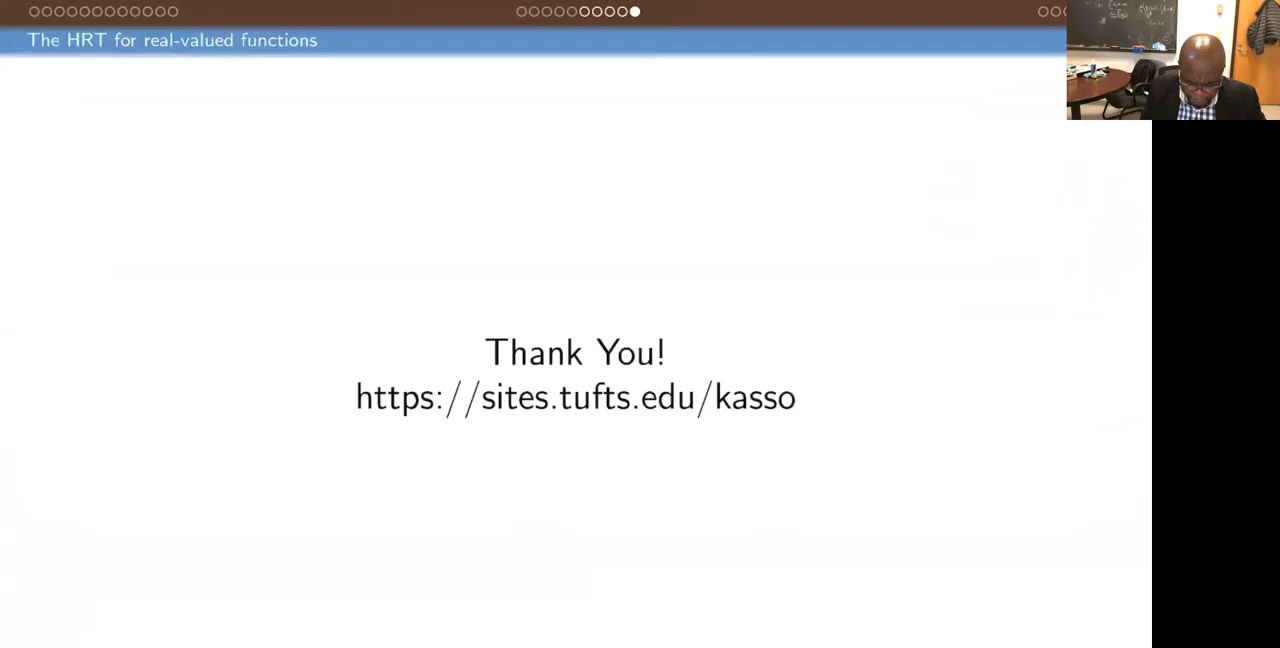 The HRT for real-valued functions
Thank You!
https://sites.tufts.edu/kasso